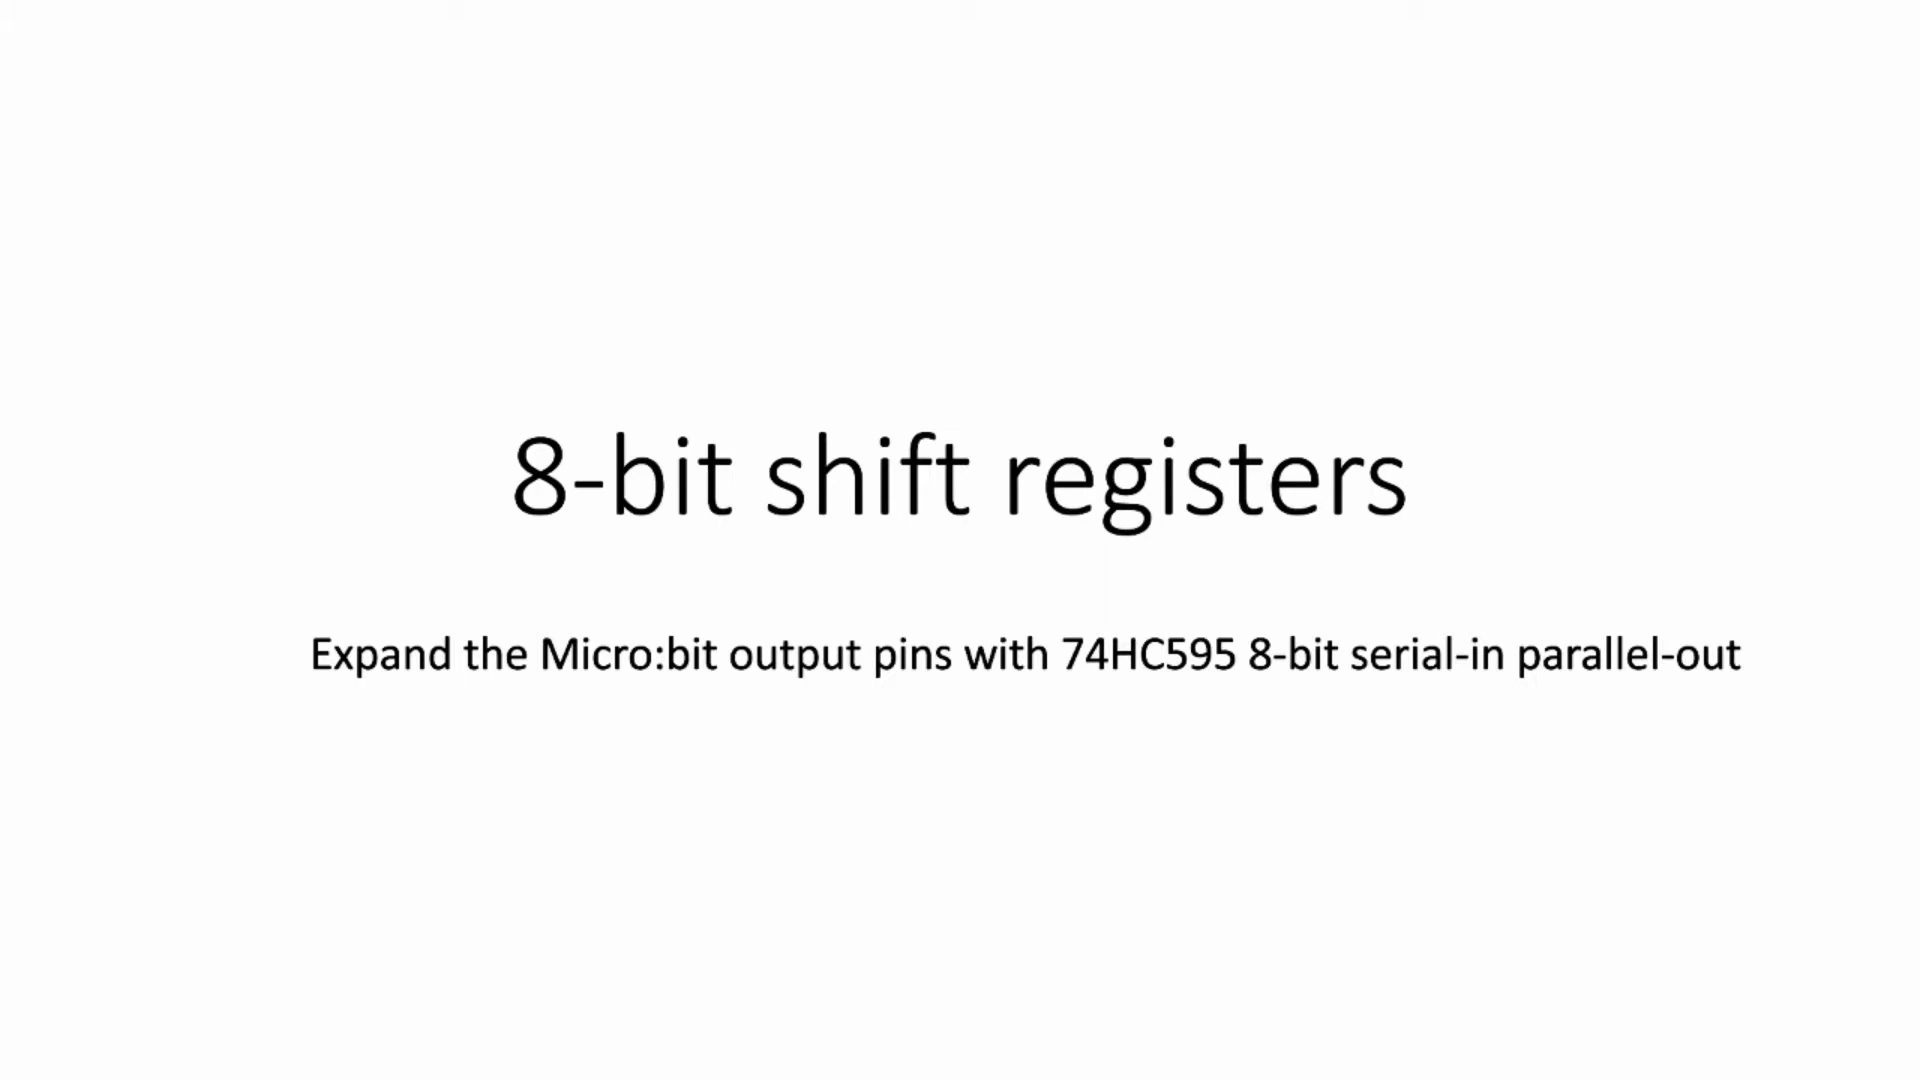 8-bit shift registers
Expand the Micro:bit output pins with 74HC595 8-bit serial-in parallel-out